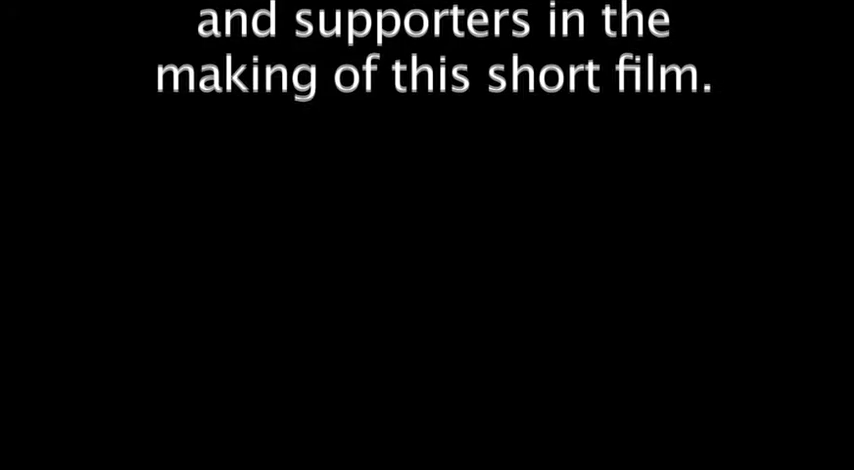 and supporters in the
making of this short film.